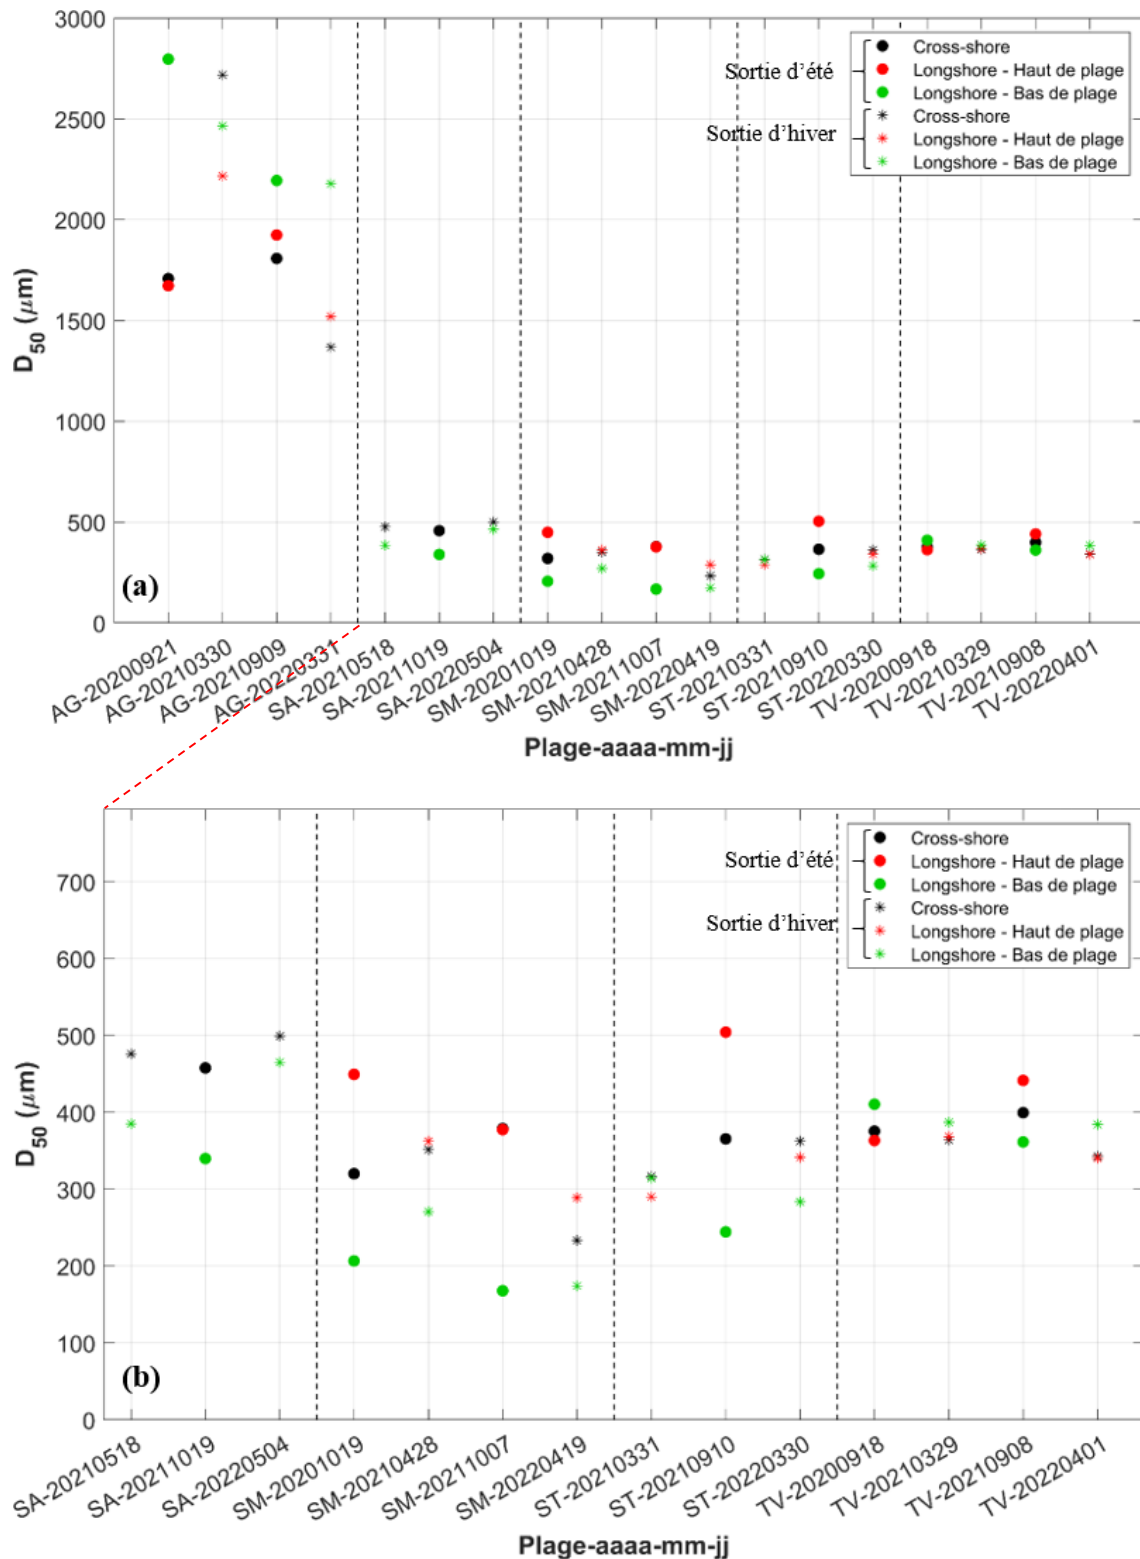 3000
2500
2000
1500
1000
500
0
D50 (μm)
Sortie d’été
Cross-shore
Longshore - Haut de plage
Longshore - Bas de plage
Sortie d’hiver
Cross-shore
Longshore - Haut de plage
Longshore - Bas de plage
(a)
AG-20200921
AG-20210330
AG-20210909
AG-20220331
SA-20210518
SA-20211019
SA-20220504
SM-20201019
SM-20210428
SM-20211007
SM-20220419
ST-20210331
ST-20210910
ST-20220330
TV-20200918
TV-20210329
TV-20210908
TV-20220401
Plage-aaaa-mm-jj
700
600
500
400
300
200
100
0
D50 (μm)
Sortie d’été
Cross-shore
Longshore - Haut de plage
Longshore - Bas de plage
Sortie d’hiver
Cross-shore
Longshore - Haut de plage
Longshore - Bas de plage
(b)
SA-20210518
SA-20211019
SA-20220504
SM-20201019
SM-20210428
SM-20211007
SM-20220419
ST-20210331
ST-20210910
ST-20220330
TV-20200918
TV-20210329
TV-20210908
TV-20220401
Plage-aaaa-mm-jj